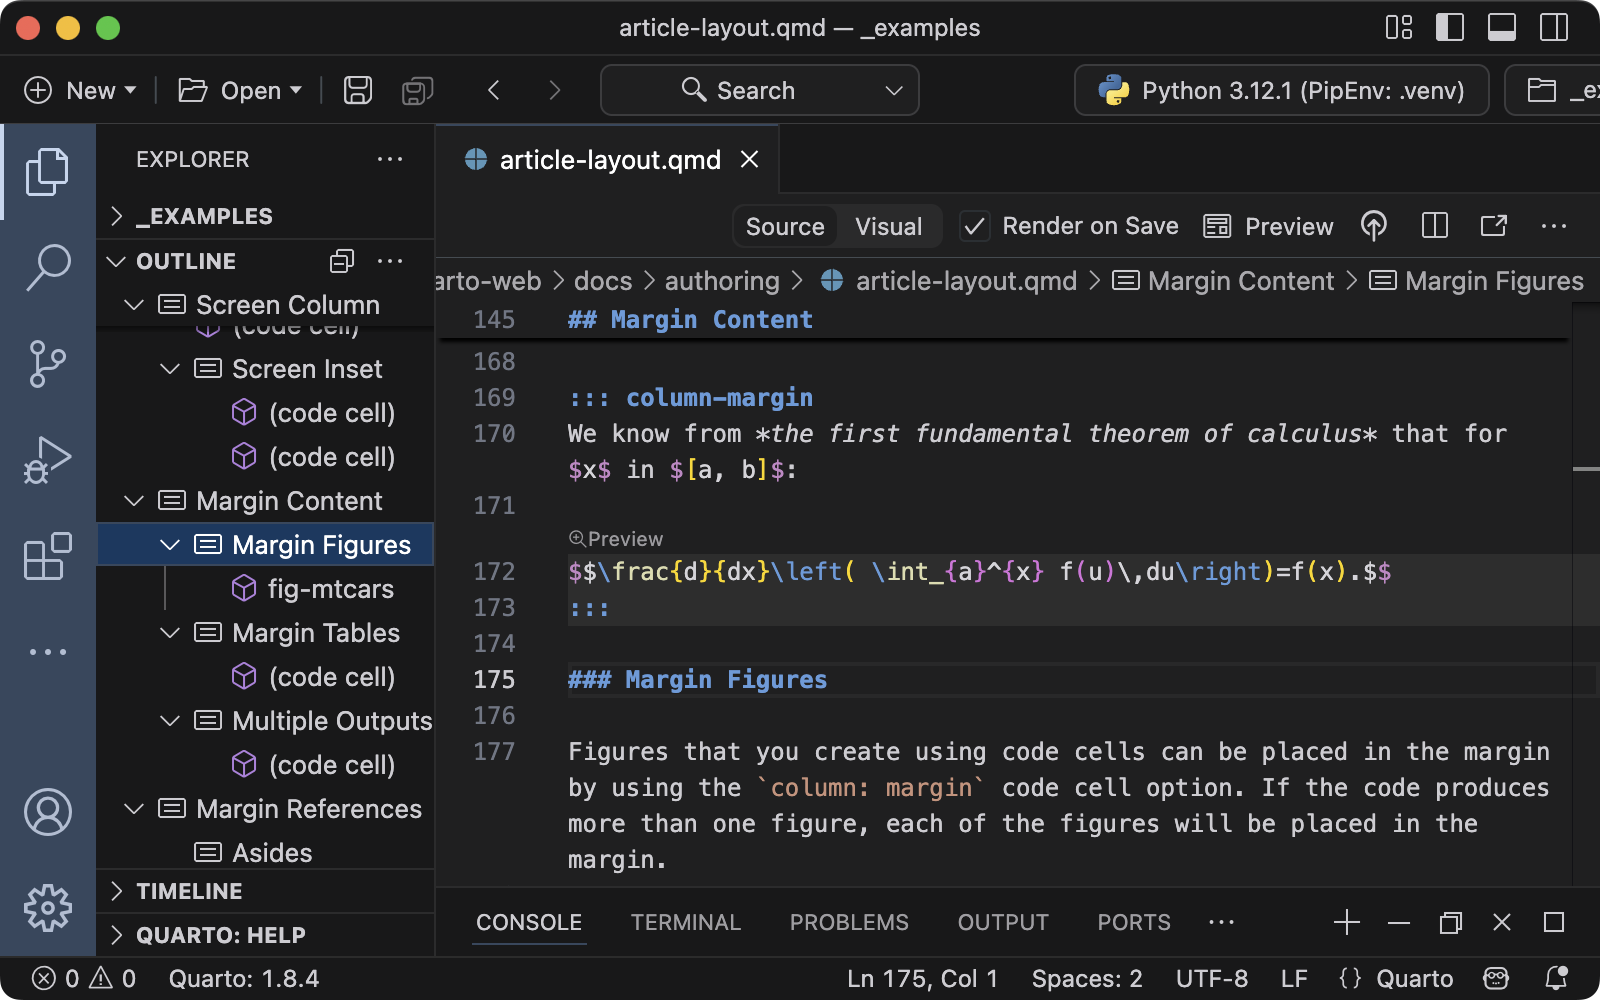 article-layout.qmd — _examples
New
Open
Search
Python 3.12.1 (PipEnv: .venv)
EXPLORER
_EXAMPLES
OUTLINE
Screen Column
(code cell)
Screen Inset
(code cell)
(code cell)
Margin Content
Margin Figures
fig-mtcars
Margin Tables
(code cell)
Multiple Outputs
(code cell)
Margin References
Asides
TIMELINE
QUARTO: HELP
article-layout.qmd
Source Visual Render on Save Preview
arto-web > docs > authoring > article-layout.qmd > Margin Content > Margin Figures
145 ## Margin Content
168
169 ::: column-margin
170 We know from *the first fundamental theorem of calculus* that for
$x$ in $[a, b]$:
171
Preview
172 $$\frac{d}{dx}\left( \int_{a}^{x} f(u)\,du\right)=f(x).$$
173 :::
174
175 ### Margin Figures
176
177 Figures that you create using code cells can be placed in the margin
by using the `column: margin` code cell option. If the code produces
more than one figure, each of the figures will be placed in the
margin.
CONSOLE TERMINAL PROBLEMS OUTPUT PORTS
0 0 Quarto: 1.8.4 Ln 175, Col 1 Spaces: 2 UTF-8 LF {} Quarto